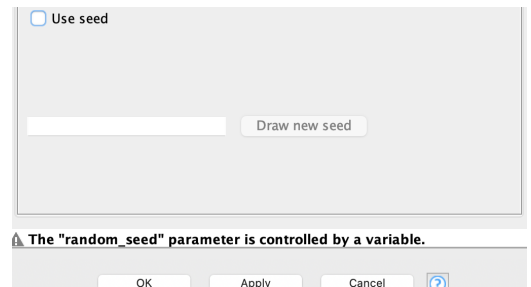 Use seed
Draw new seed
The "random_seed" parameter is controlled by a variable.
OK Apply Cancel ?